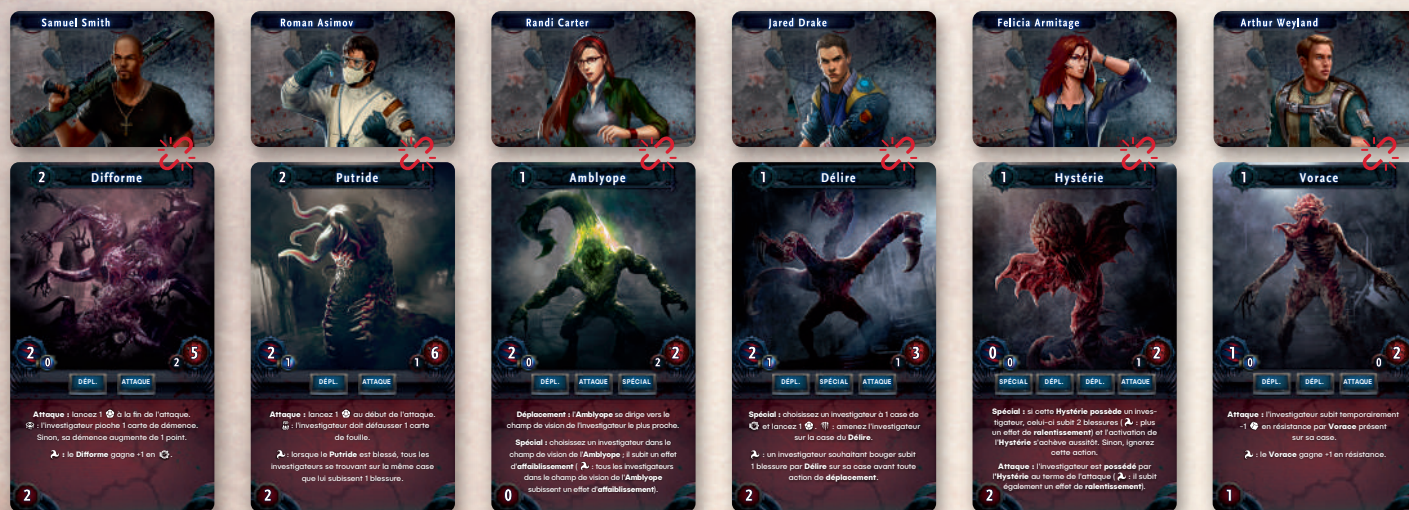 Samuel Smith
Roman Asimov
Randi Carter
Jared Drake
Felicia Armitage
Arthur Weyland
2 Difforme
2 0
2 5
DÉPL. ATTAQUE
Attaque : lancez 1 à la fin de l'attaque.
: l'investigateur pioche 1 carte de démence.
Sinon, sa démence augmente de 1 point.
: le Difforme gagne +1 en .
2
2 Putride
2 1
1 6
DÉPL. ATTAQUE
Attaque : lancez 1 au début de l'attaque.
: l'investigateur doit défausser 1 carte
de fouille.
: lorsque le Putride est blessé, tous les
investigateurs se trouvant sur la même case
que lui subissent 1 blessure.
2
1 Amblyope
2 0
2 2
DÉPL. ATTAQUE SPÉCIAL
Déplacement : l'Amblyope se dirige vers le
champ de vision de l'investigateur le plus proche.
Spécial : choisissez un investigateur dans le
champ de vision de l'Amblyope ; il subit un effet
d'affaiblissement ( : tous les investigateurs
dans le champ de vision de l'Amblyope
subissent un effet d'affaiblissement).
0
1 Délire
2 1
1 3
DÉPL. SPÉCIAL ATTAQUE
Spécial : choisissez un investigateur à 1 case de
et lancez 1 . : amenez l'investigateur
sur la case du Délire.
: un investigateur souhaitant bouger subit
1 blessure par Délire sur sa case avant toute
action de déplacement.
2
1 Hystérie
0 0
1 2
SPÉCIAL DÉPL. DÉPL. ATTAQUE
Spécial : si cette Hystérie possède un inves-
tigateur, celui-ci subit 2 blessures ( : plus
un effet de ralentissement) et l'activation de
l'Hystérie s'achève aussitôt. Sinon, ignorez
cette action.
Attaque : l'investigateur est possédé par
l'Hystérie au terme de l'attaque ( : il subit
également un effet de ralentissement).
2
1 Vorace
1 0
0 2
DÉPL. DÉPL. ATTAQUE
Attaque : l'investigateur subit temporairement
-1 en résistance par Vorace présent
sur sa case.
: le Vorace gagne +1 en résistance.
1